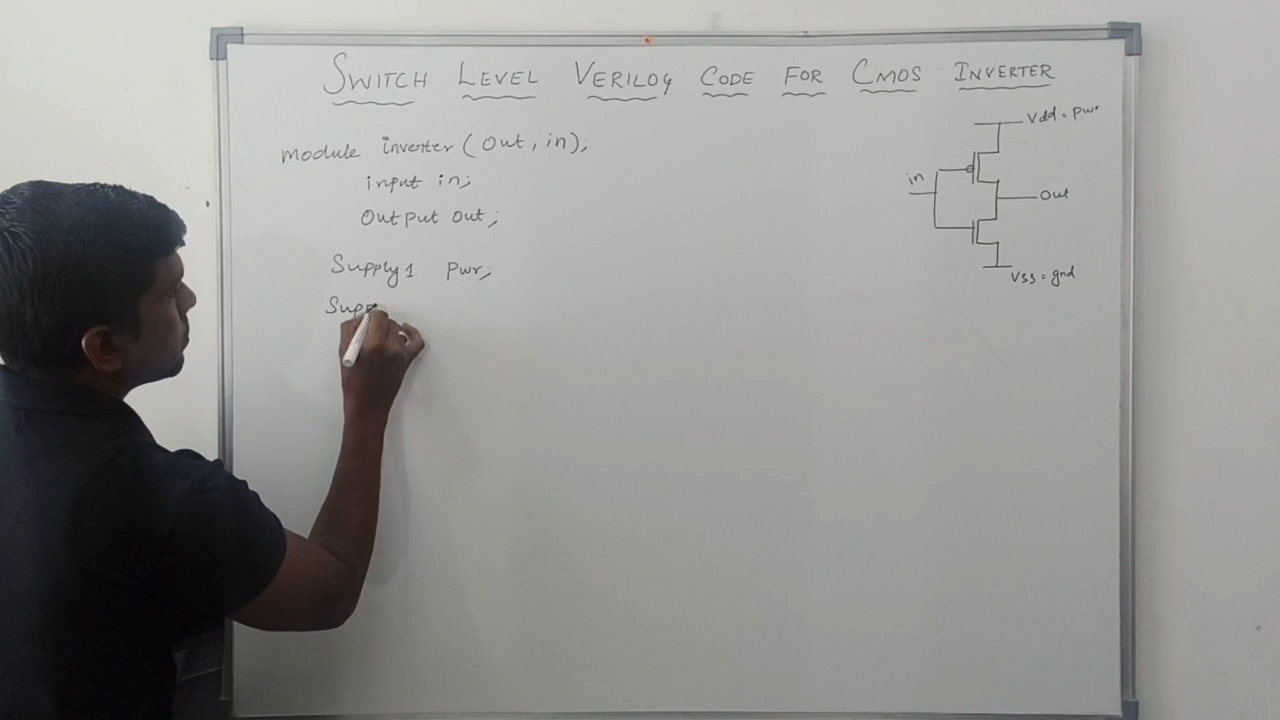 SWITCH LEVEL VERILOG CODE FOR CMOS INVERTER
module inverter (Out, in);
input in;
Output out;
Supply1 Pwr;
Supp
Vdd = pwr
in
Out
Vss = gnd